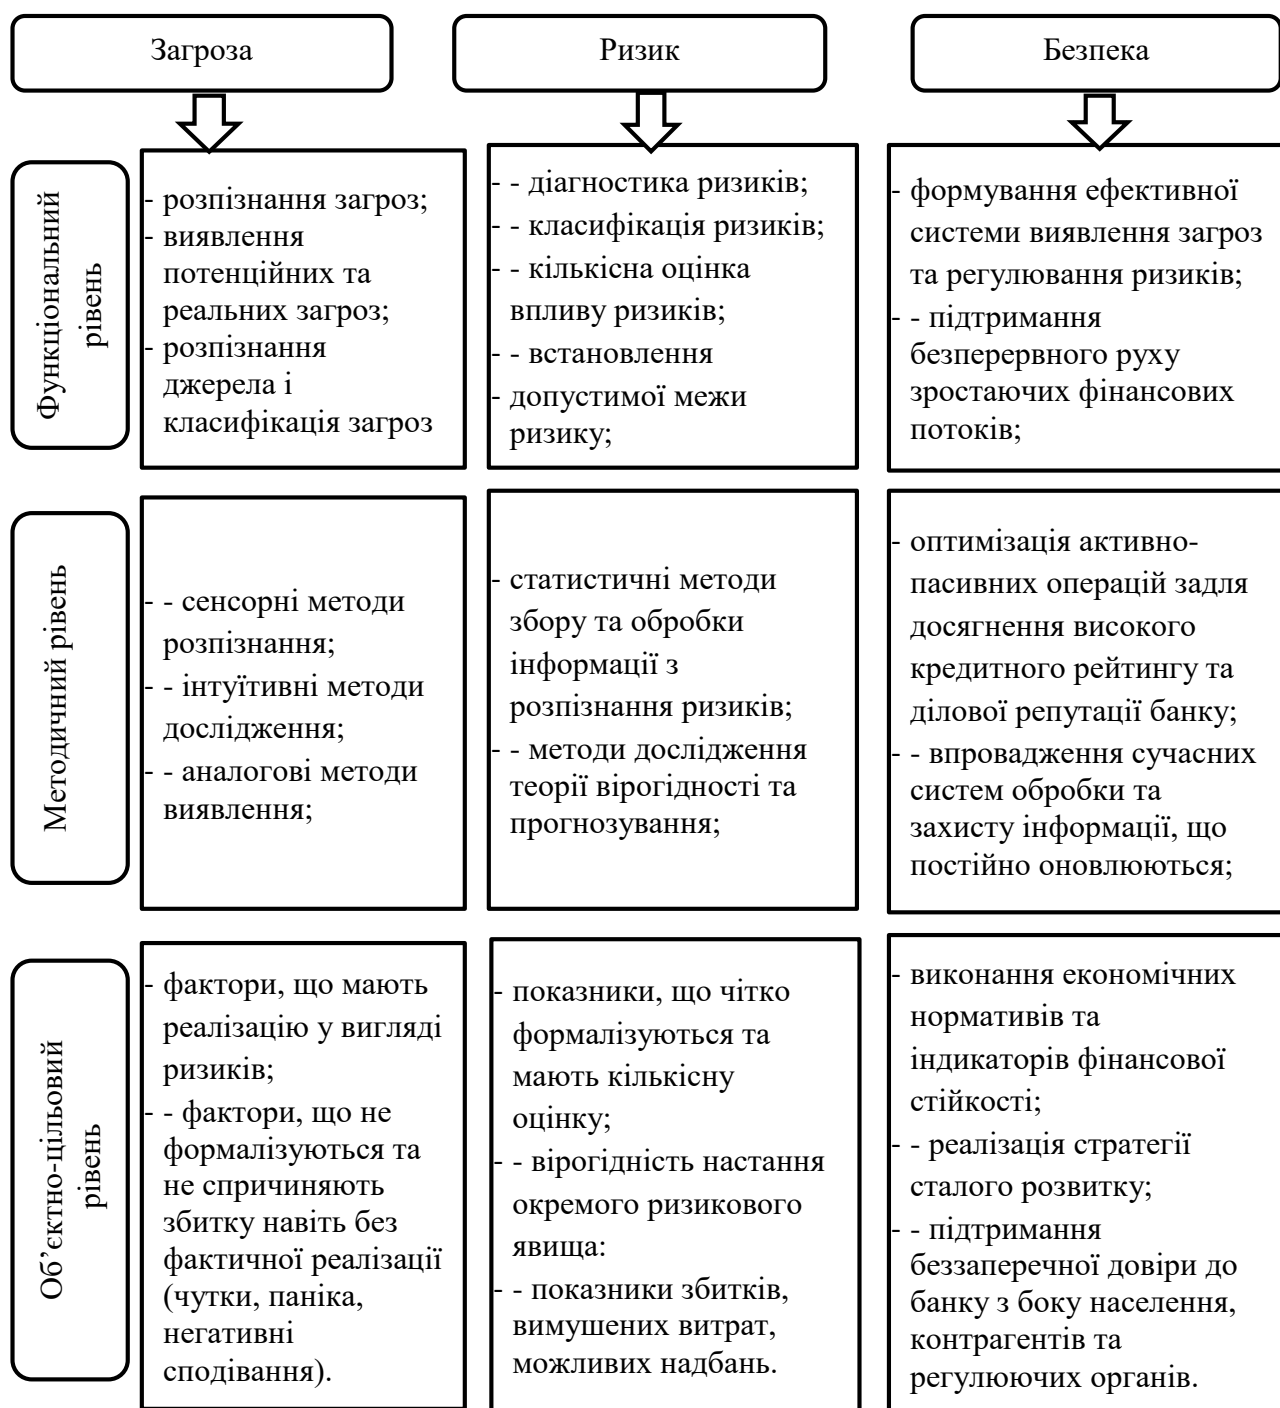 Загроза
Ризик
Безпека
Функціональний
рівень
- розпізнання загроз;
- виявлення
потенційних та
реальних загроз;
- розпізнання
джерела і
класифікація загроз
- - діагностика ризиків;
- - класифікація ризиків;
- - кількісна оцінка
впливу ризиків;
- - встановлення
- допустимої межи
ризику;
- формування ефективної
системи виявлення загроз
та регулювання ризиків;
- - підтримання
безперервного руху
зростаючих фінансових
потоків;
Методичний рівень
- - сенсорні методи
розпізнання;
- - інтуїтивні методи
дослідження;
- - аналогові методи
виявлення;
- статистичні методи
збору та обробки
інформації з
розпізнання ризиків;
- - методи дослідження
теорії вірогідності та
прогнозування;
- оптимізація активно-
пасивних операцій задля
досягнення високого
кредитного рейтингу та
ділової репутації банку;
- - впровадження сучасних
систем обробки та
захисту інформації, що
постійно оновлюються;
Об’єктно-цільовий
рівень
- фактори, що мають
реалізацію у вигляді
ризиків;
- - фактори, що не
формалізуються та
не спричиняють
збитку навіть без
фактичної реалізації
(чутки, паніка,
негативні
сподівання).
- показники, що чітко
формалізуються та
мають кількісну
оцінку;
- - вірогідність настання
окремого ризикового
явища:
- - показники збитків,
вимушених витрат,
можливих надбань.
- виконання економічних
нормативів та
індикаторів фінансової
стійкості;
- - реалізація стратегії
сталого розвитку;
- - підтримання
беззаперечної довіри до
банку з боку населення,
контрагентів та
регулюючих органів.